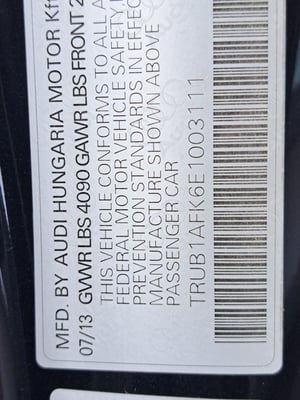 MFD. BY AUDI HUNGARIA MOTOR Kft
07/13 GVWR LBS 4090 GAWR LBS FRONT 2
THIS VEHICLE CONFORMS TO ALL A
FEDERAL MOTOR VEHICLE SAFETY
PREVENTION STANDARDS IN EFFEC
MANUFACTURE SHOWN ABOVE
PASSENGER CAR
TRUB1AFK6E1003111